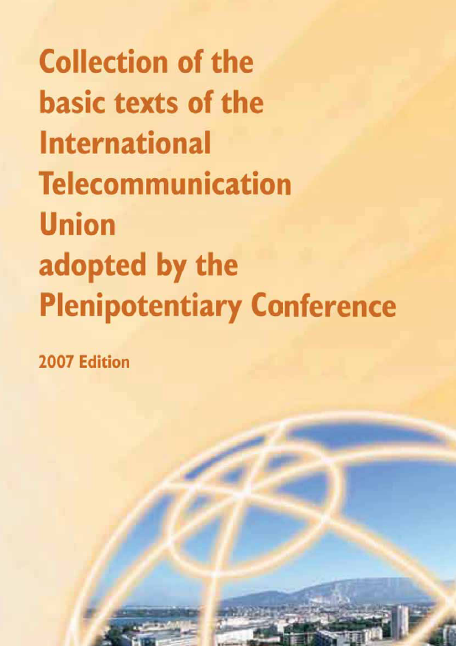 Collection of the
basic texts of the
International
Telecommunication
Union
adopted by the
Plenipotentiary Conference
2007 Edition